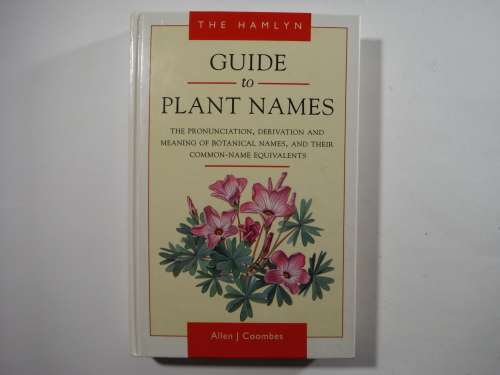 THE HAMLYN
GUIDE
to
PLANT NAMES
THE PRONUNCIATION, DERIVATION AND
MEANING OF BOTANICAL NAMES, AND THEIR
COMMON-NAME EQUIVALENTS
Allen J Coombes